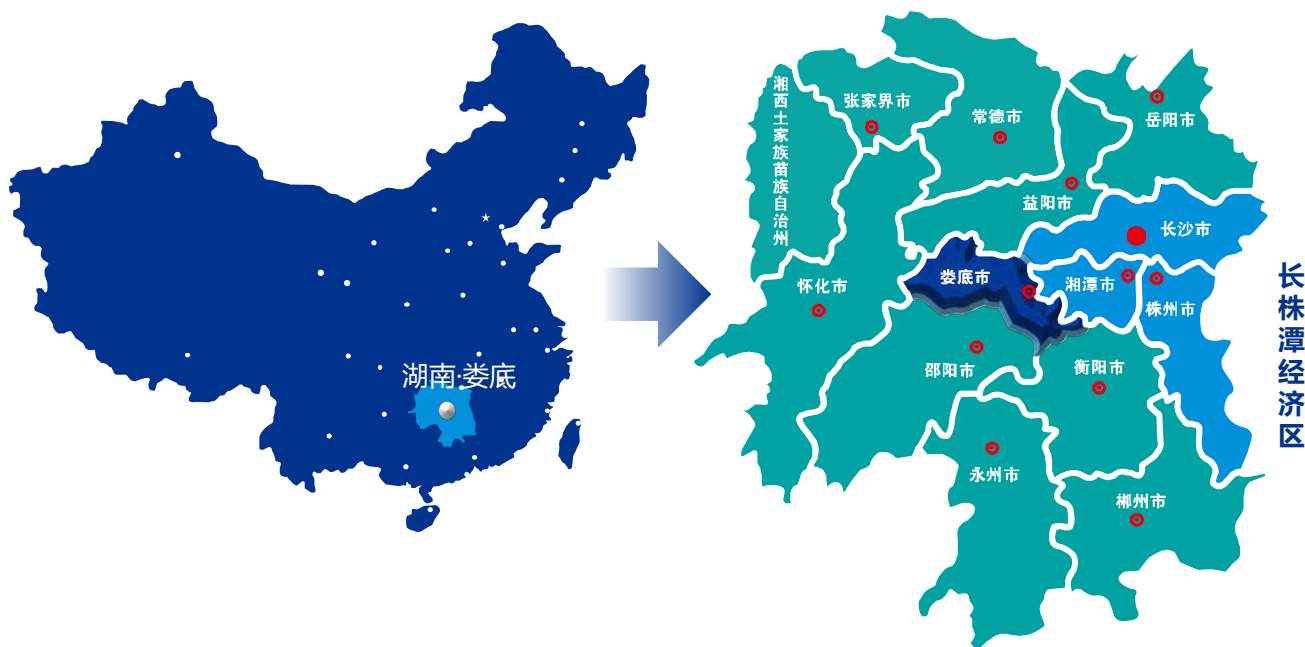 湖南·娄底
湘西土家族苗族自治州
张家界市
常德市
岳阳市
益阳市
长沙市
娄底市
湘潭市
株州市
怀化市
邵阳市
衡阳市
永州市
郴州市
长株潭经济区